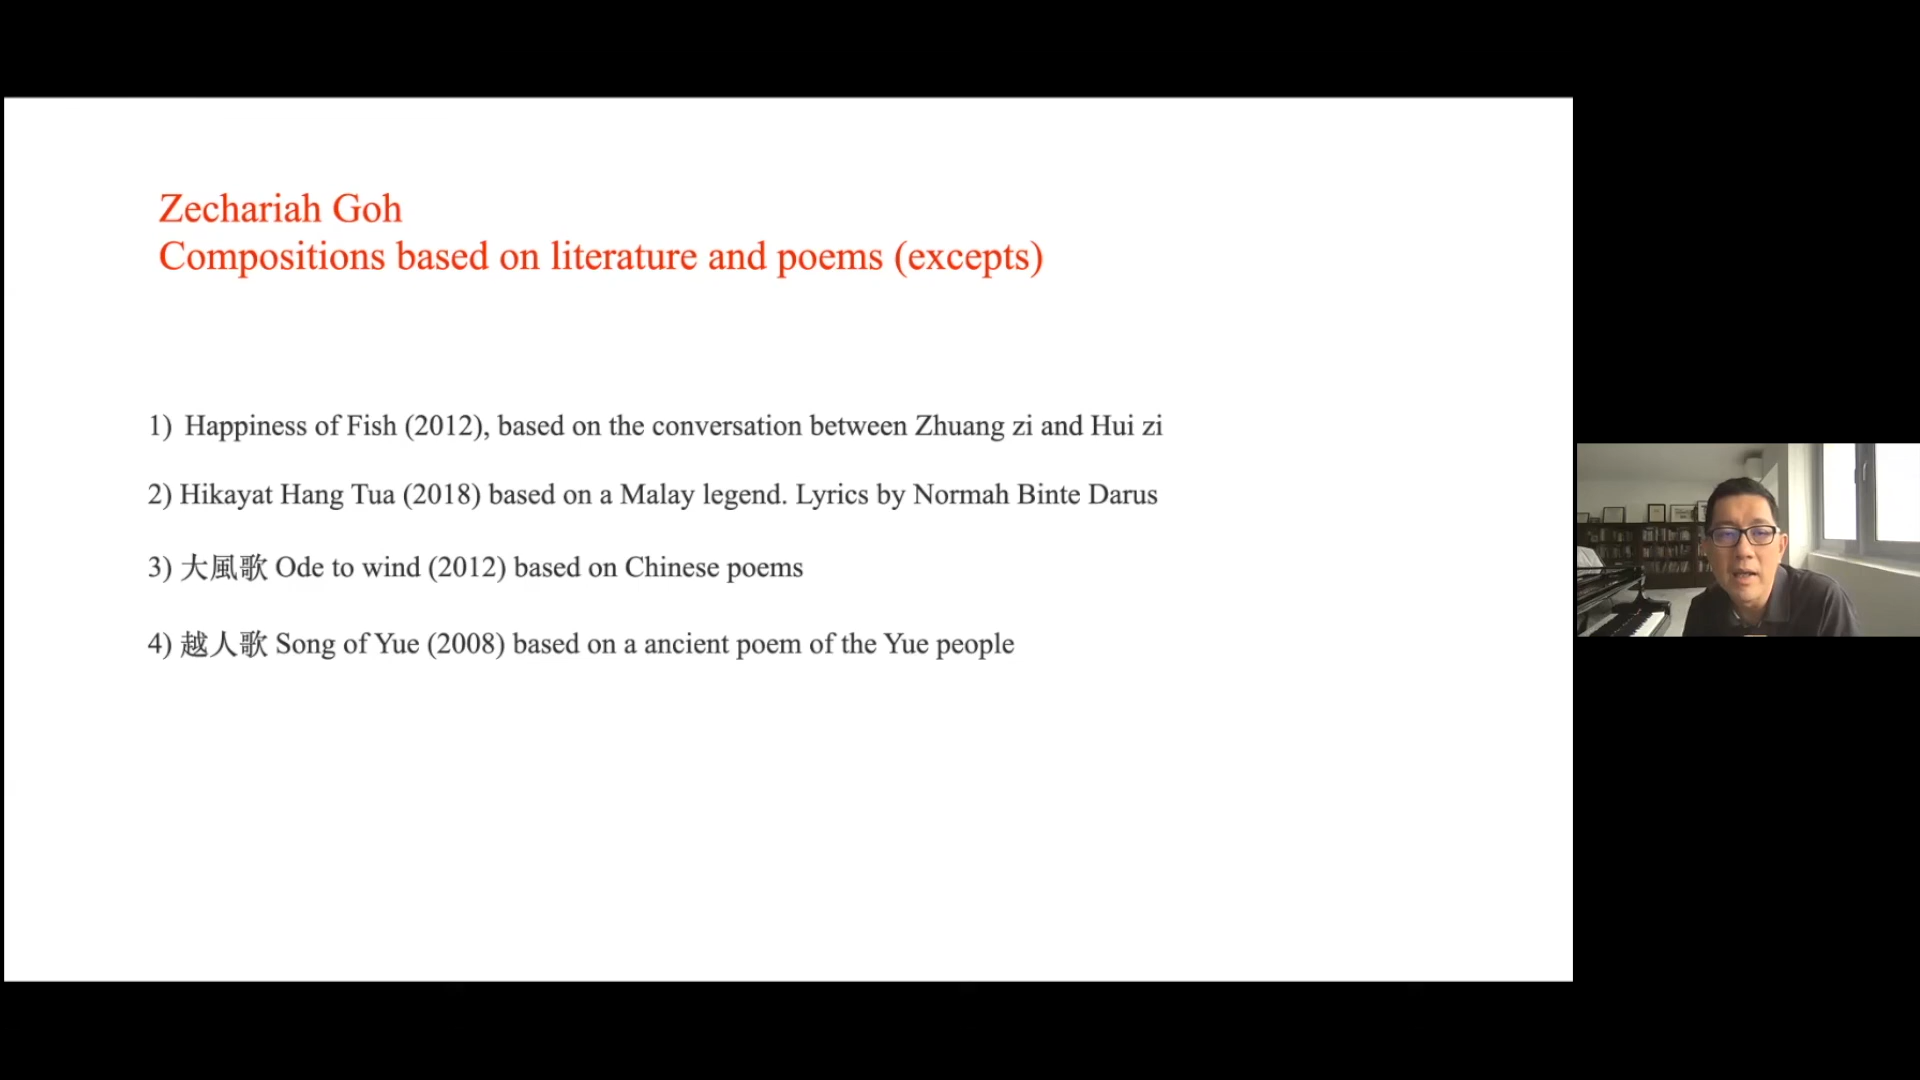 Zechariah Goh
Compositions based on literature and poems (excepts)
1) Happiness of Fish (2012), based on the conversation between Zhuang zi and Hui zi
2) Hikayat Hang Tua (2018) based on a Malay legend. Lyrics by Normah Binte Darus
3) 大風歌 Ode to wind (2012) based on Chinese poems
4) 越人歌 Song of Yue (2008) based on a ancient poem of the Yue people